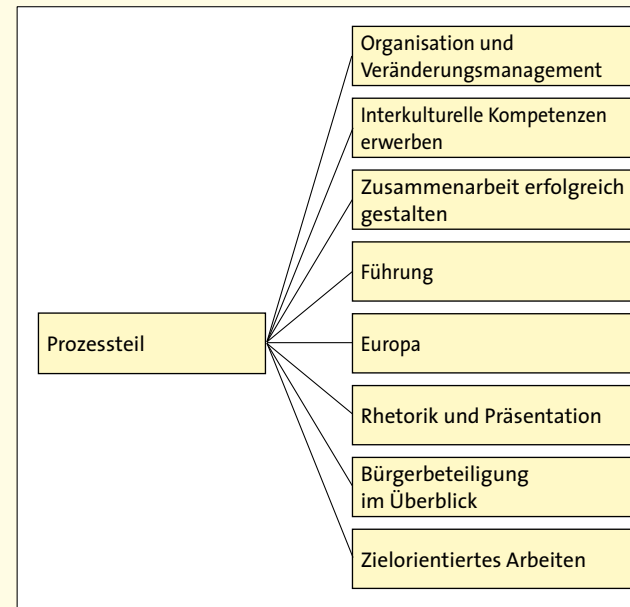 Organisation und
Veränderungsmanagement
Interkulturelle Kompetenzen
erwerben
Zusammenarbeit erfolgreich
gestalten
Führung
Prozessteil
Europa
Rhetorik und Präsentation
Bürgerbeteiligung
im Überblick
Zielorientiertes Arbeiten